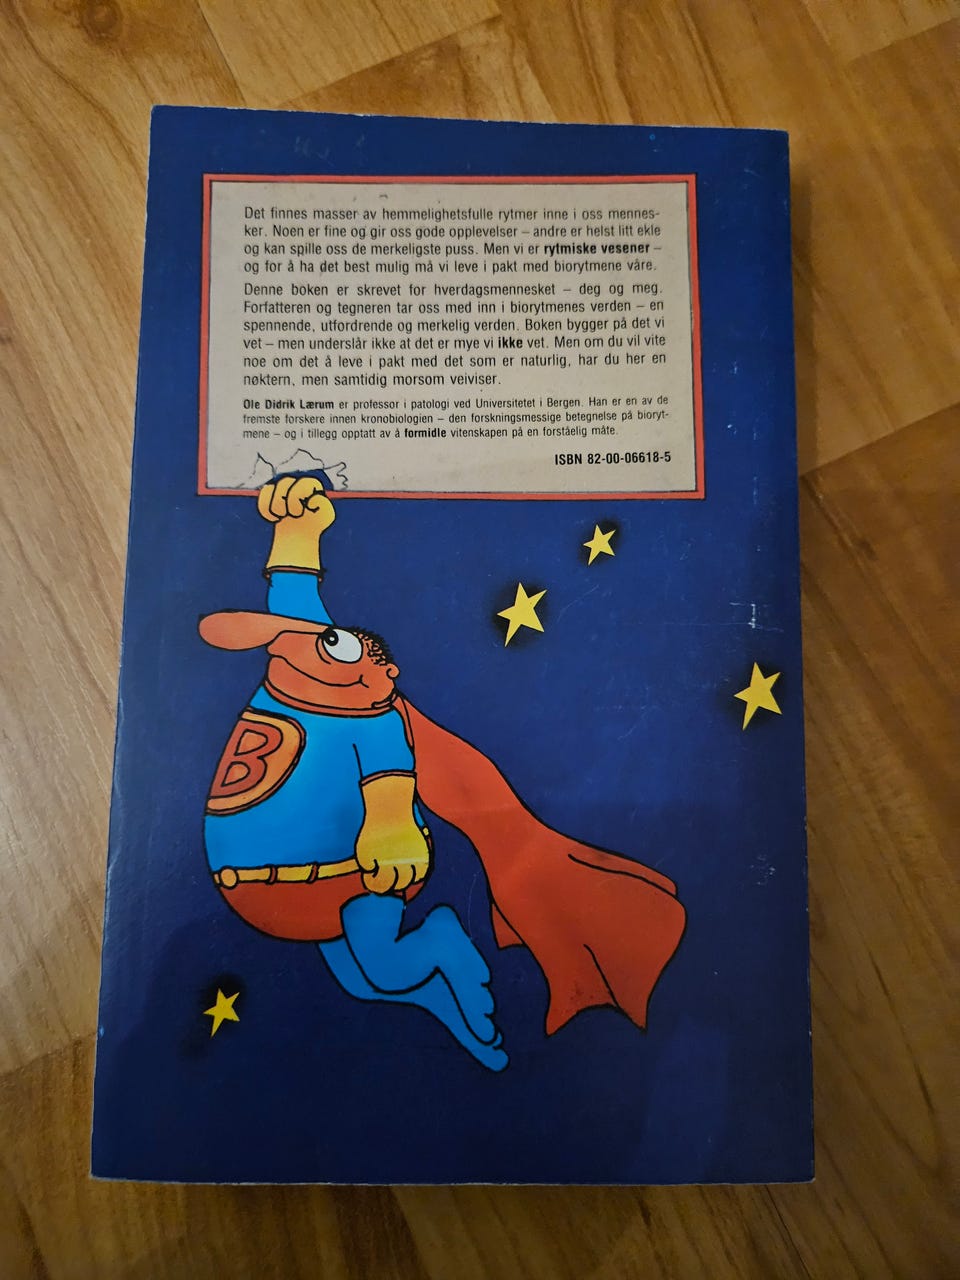 Det finnes masser av hemmelighetsfulle rytmer inne i oss mennes-
ker. Noen er fine og gir oss gode opplevelser – andre er helst litt ekle
og kan spille oss de merkeligste puss. Men vi er rytmiske vesener –
og for å ha det best mulig må vi leve i pakt med biorytmene våre.
Denne boken er skrevet for hverdagsmennesket – deg og meg.
Forfatteren og tegneren tar oss med inn i biorytmenes verden – en
spennende, utfordrende og merkelig verden. Boken bygger på det vi
vet – men underslår ikke at det er mye vi ikke vet. Men om du vil vite
noe om det å leve i pakt med det som er naturlig, har du her en
nøktern, men samtidig morsom veiviser.
Ole Didrik Lærum er professor i patologi ved Universitetet i Bergen. Han er en av de
fremste forskere innen kronobiologien – den forskningsmessige betegnelse på bioryt-
mene – og i tillegg opptatt av å formidle vitenskapen på en forståelig måte.
ISBN 82-00-06618-5
B